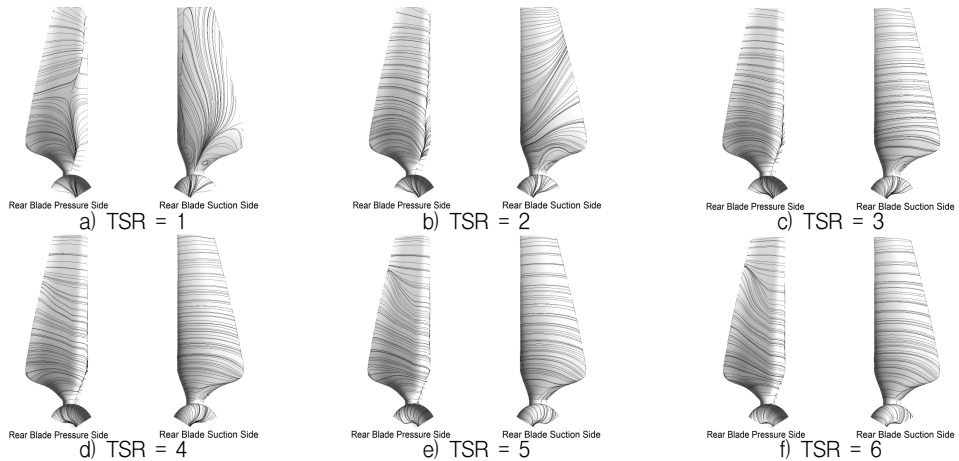 Rear Blade Pressure Side Rear Blade Suction Side
a) TSR = 1
Rear Blade Pressure Side Rear Blade Suction Side
b) TSR = 2
Rear Blade Pressure Side Rear Blade Suction Side
c) TSR = 3
Rear Blade Pressure Side Rear Blade Suction Side
d) TSR = 4
Rear Blade Pressure Side Rear Blade Suction Side
e) TSR = 5
Rear Blade Pressure Side Rear Blade Suction Side
f) TSR = 6